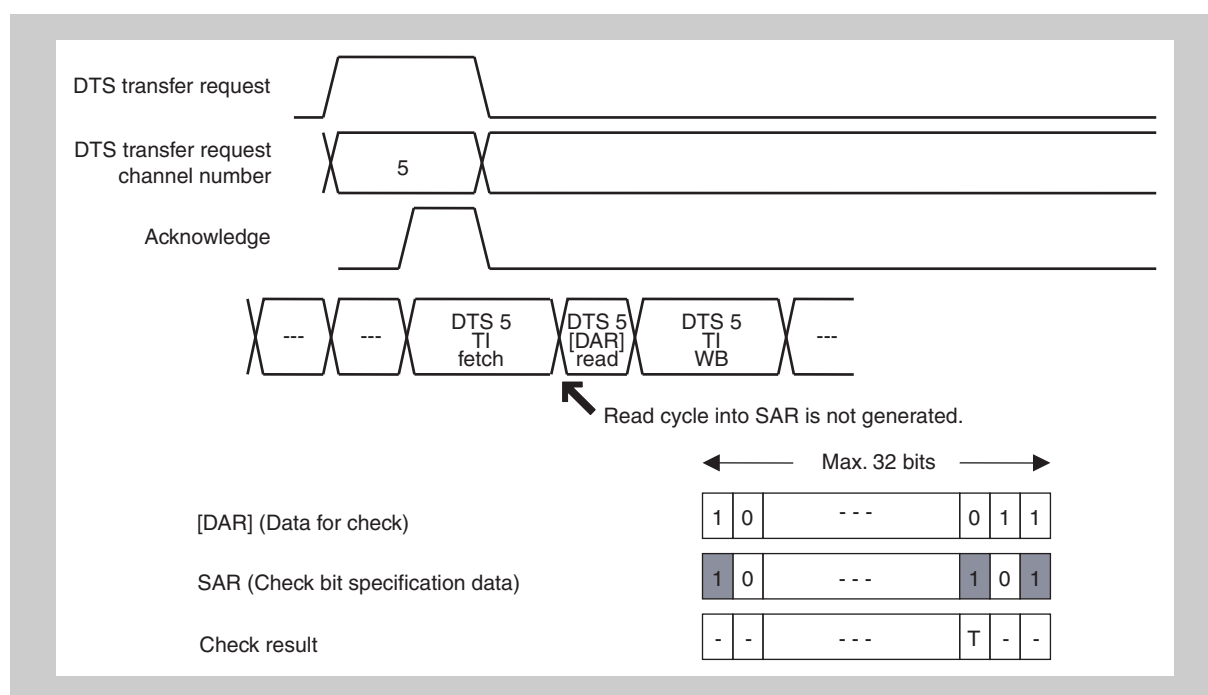 DTS transfer request
DTS transfer request
channel number
5
Acknowledge
---
---
DTS 5
TI
fetch
DTS 5
[DAR]
read
DTS 5
TI
WB
---
Read cycle into SAR is not generated.
Max. 32 bits
[DAR] (Data for check)
1 0 - - - 0 1 1
SAR (Check bit specification data)
1 0 - - - 1 0 1
Check result
- - - - - T - -